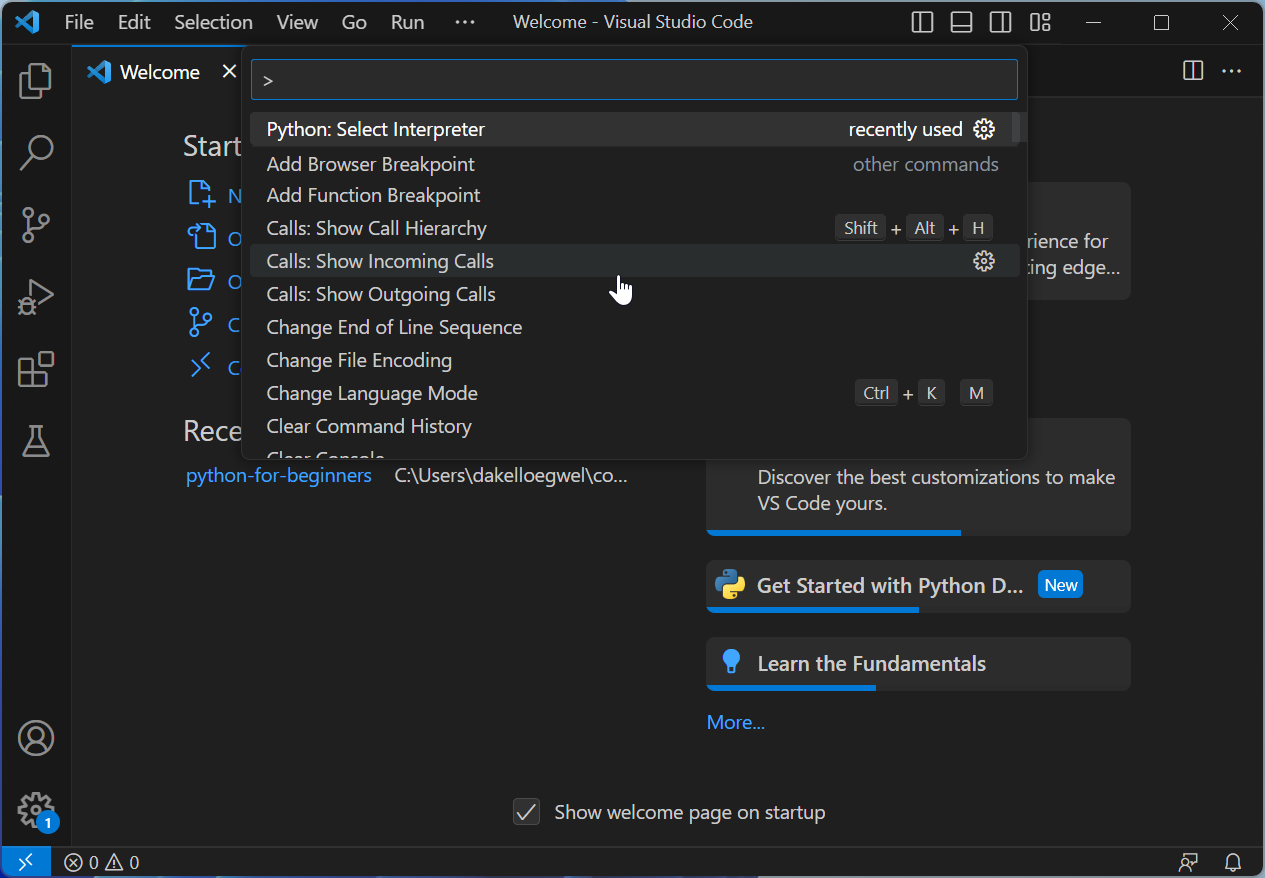 File Edit Selection View Go Run ··· Welcome - Visual Studio Code
Welcome
>
Python: Select Interpreter recently used
Add Browser Breakpoint other commands
Add Function Breakpoint
Calls: Show Call Hierarchy Shift + Alt + H
Calls: Show Incoming Calls
Calls: Show Outgoing Calls
Change End of Line Sequence
Change File Encoding
Change Language Mode Ctrl + K M
Clear Command History
Clear Console
Start
N
O
O
C
C
Rece
python-for-beginners C:\Users\dakelloegwel\co...
rience for
ing edge...
Discover the best customizations to make
VS Code yours.
Get Started with Python D... New
Learn the Fundamentals
More...
Show welcome page on startup
1
0 0